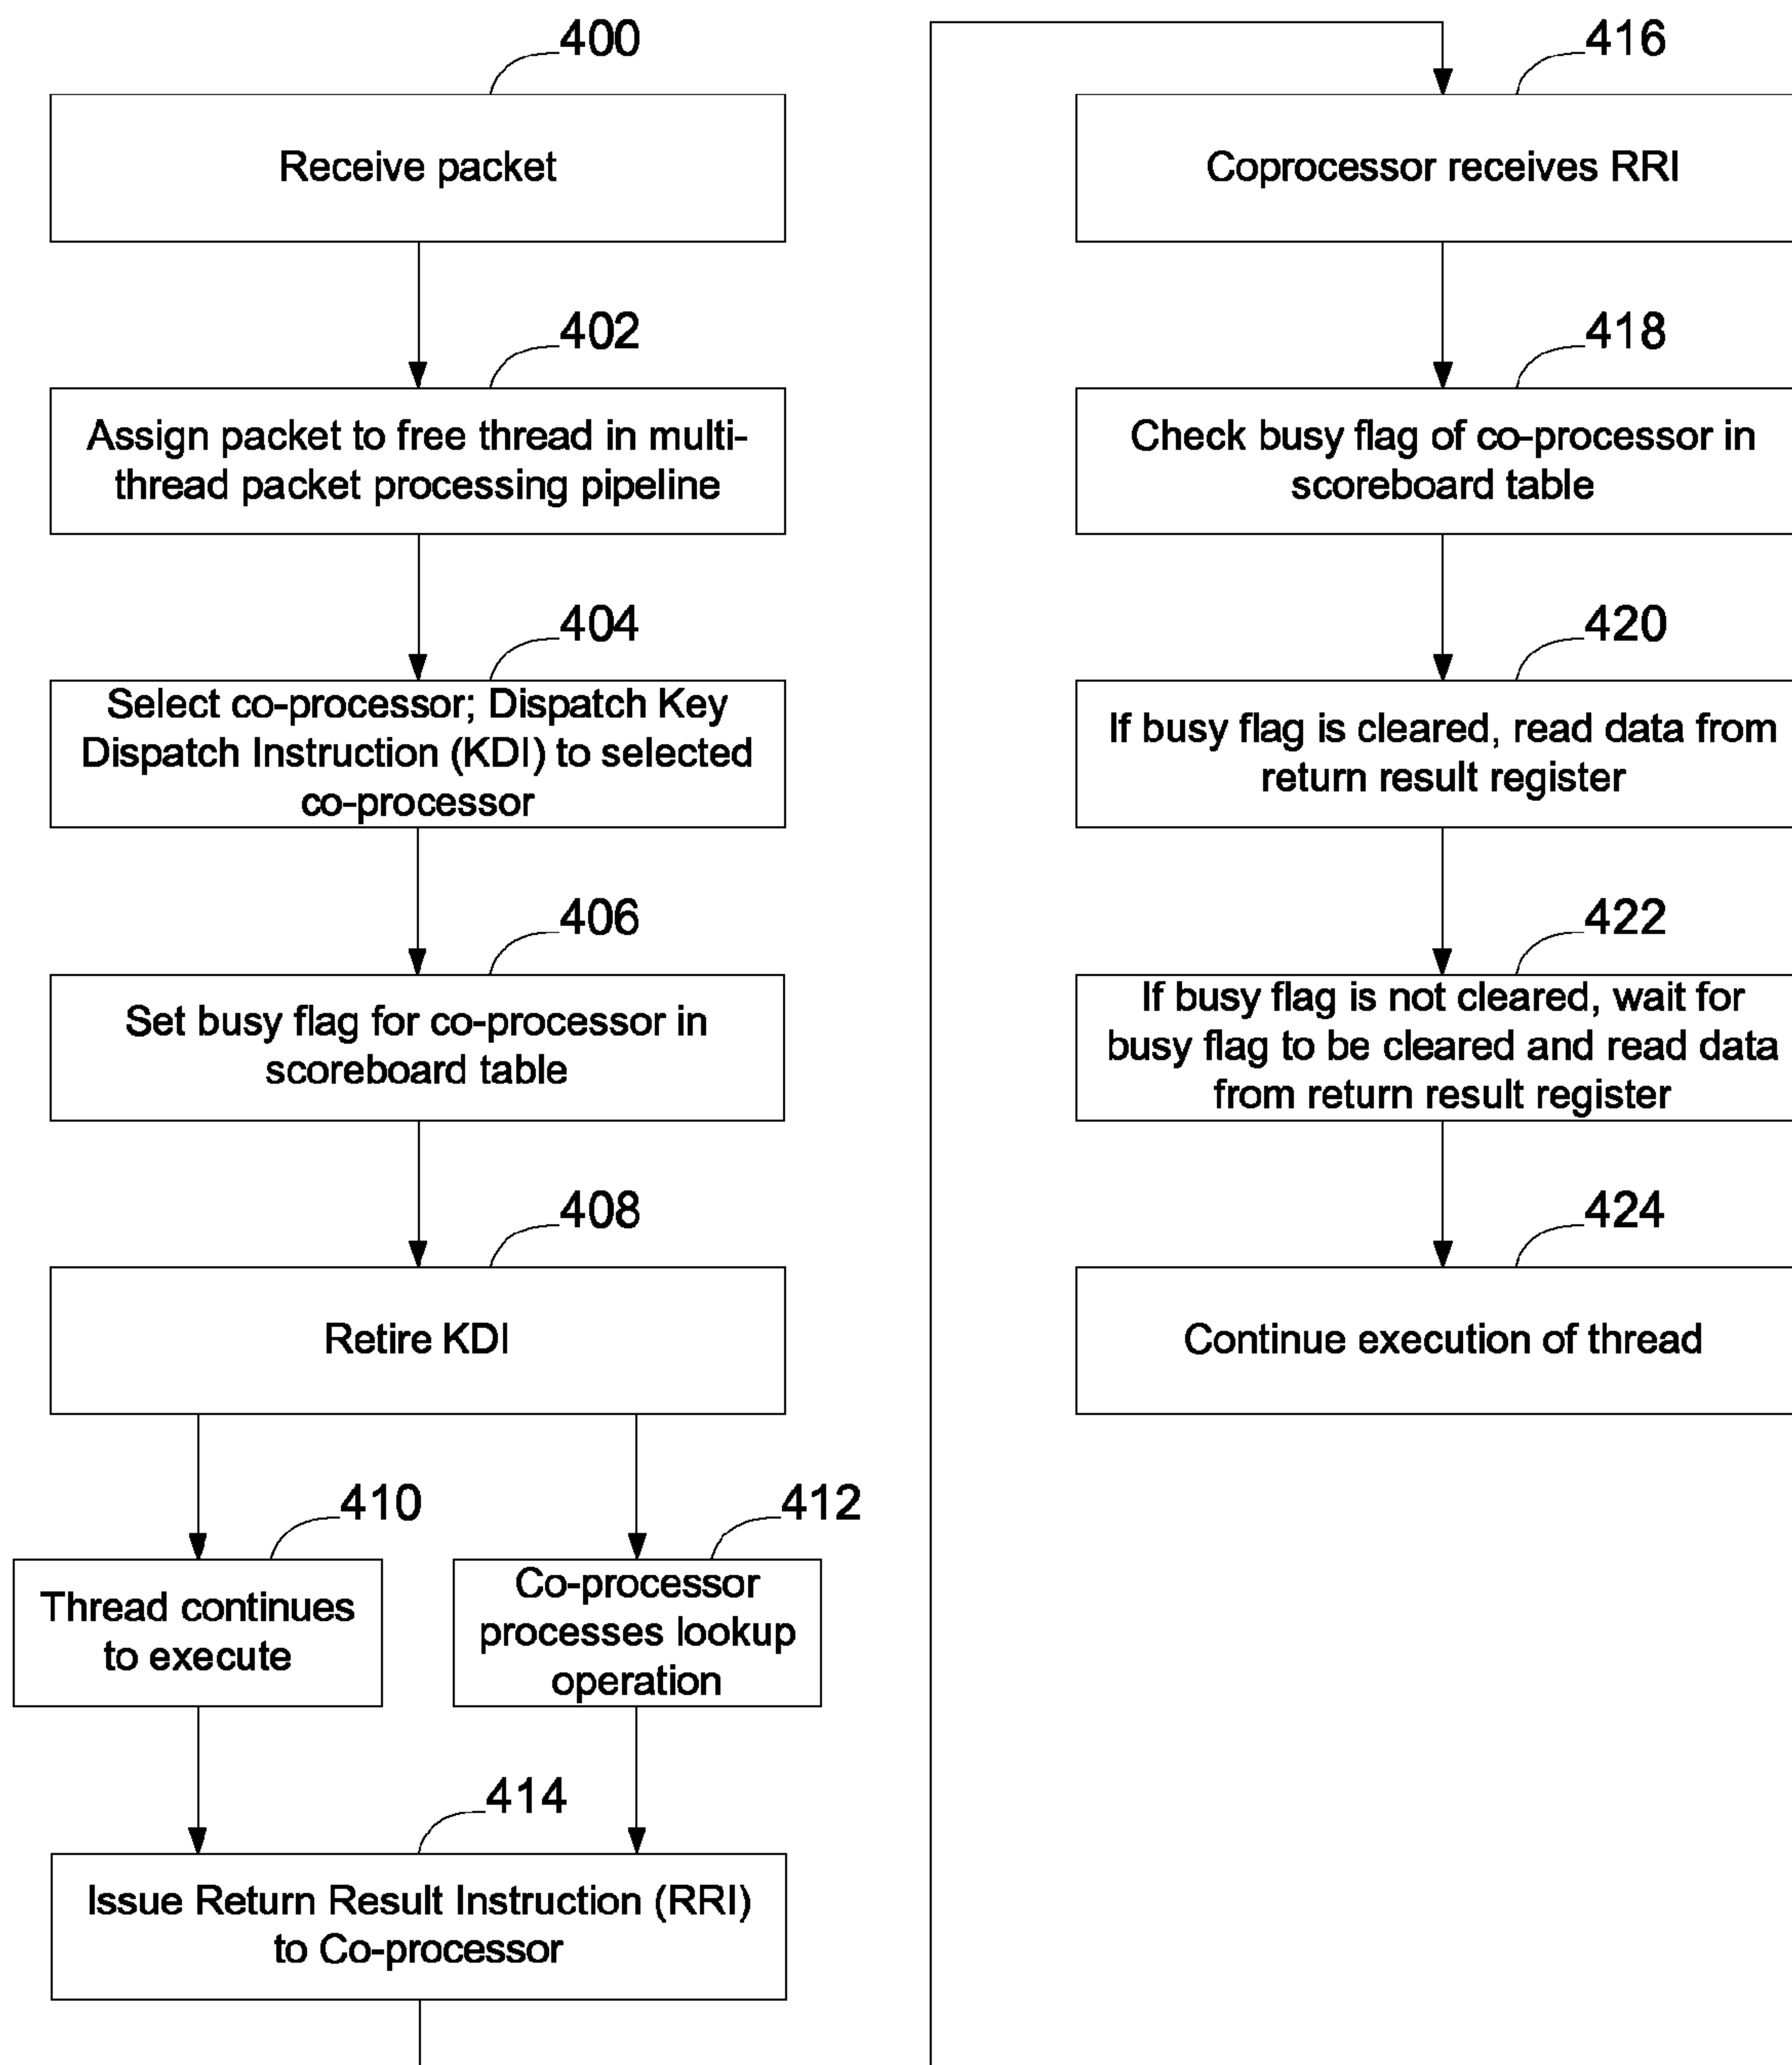 400
Receive packet
402
Assign packet to free thread in multi-
thread packet processing pipeline
404
Select co-processor; Dispatch Key
Dispatch Instruction (KDI) to selected
co-processor
406
Set busy flag for co-processor in
scoreboard table
408
Retire KDI
410
Thread continues
to execute
412
Co-processor
processes lookup
operation
414
Issue Return Result Instruction (RRI)
to Co-processor
416
Coprocessor receives RRI
418
Check busy flag of co-processor in
scoreboard table
420
If busy flag is cleared, read data from
return result register
422
If busy flag is not cleared, wait for
busy flag to be cleared and read data
from return result register
424
Continue execution of thread